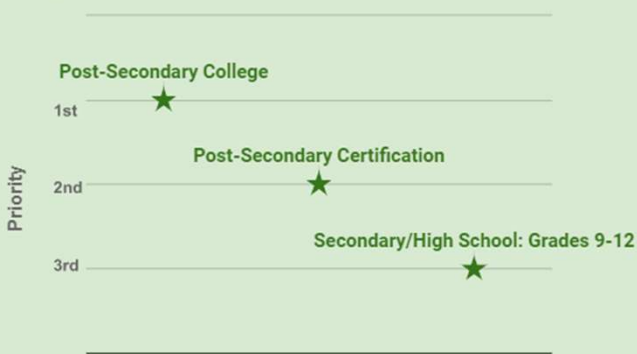 Post-Secondary College
1st
Post-Secondary Certification
2nd
Priority
Secondary/High School: Grades 9-12
3rd